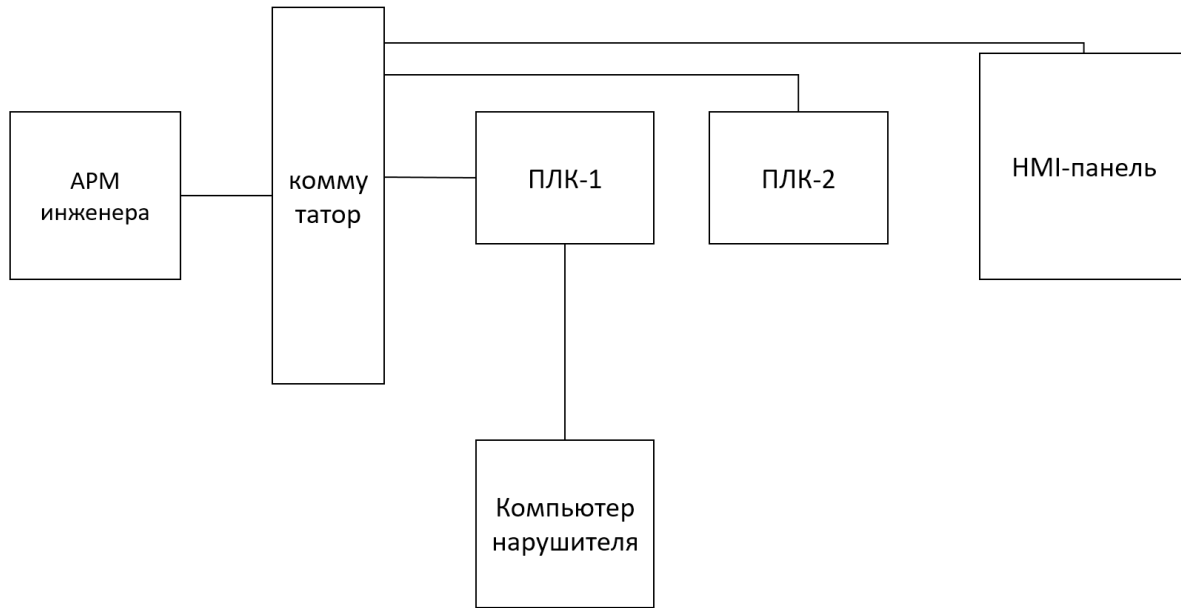 АРМ
инженера
комму
татор
ПЛК-1
ПЛК-2
HMI-панель
Компьютер
нарушителя